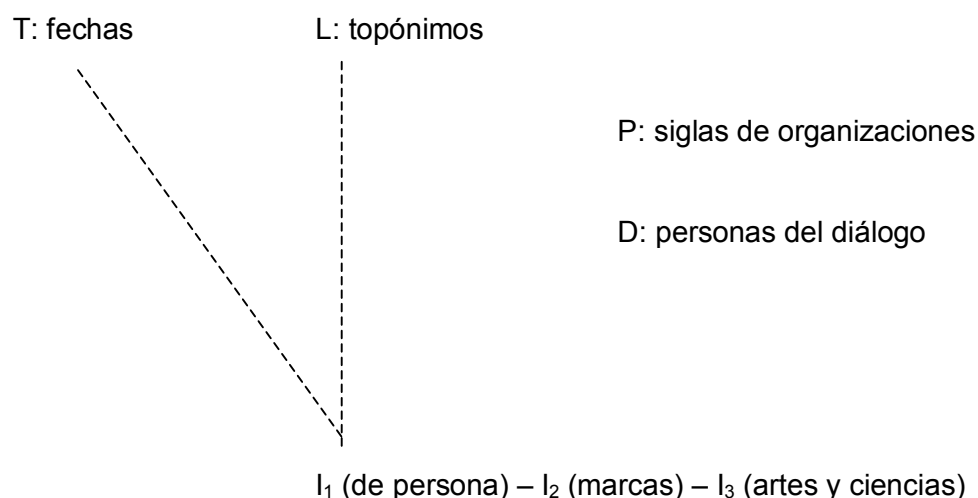 T: fechas L: topónimos
P: siglas de organizaciones
D: personas del diálogo
I₁ (de persona) – I₂ (marcas) – I₃ (artes y ciencias)